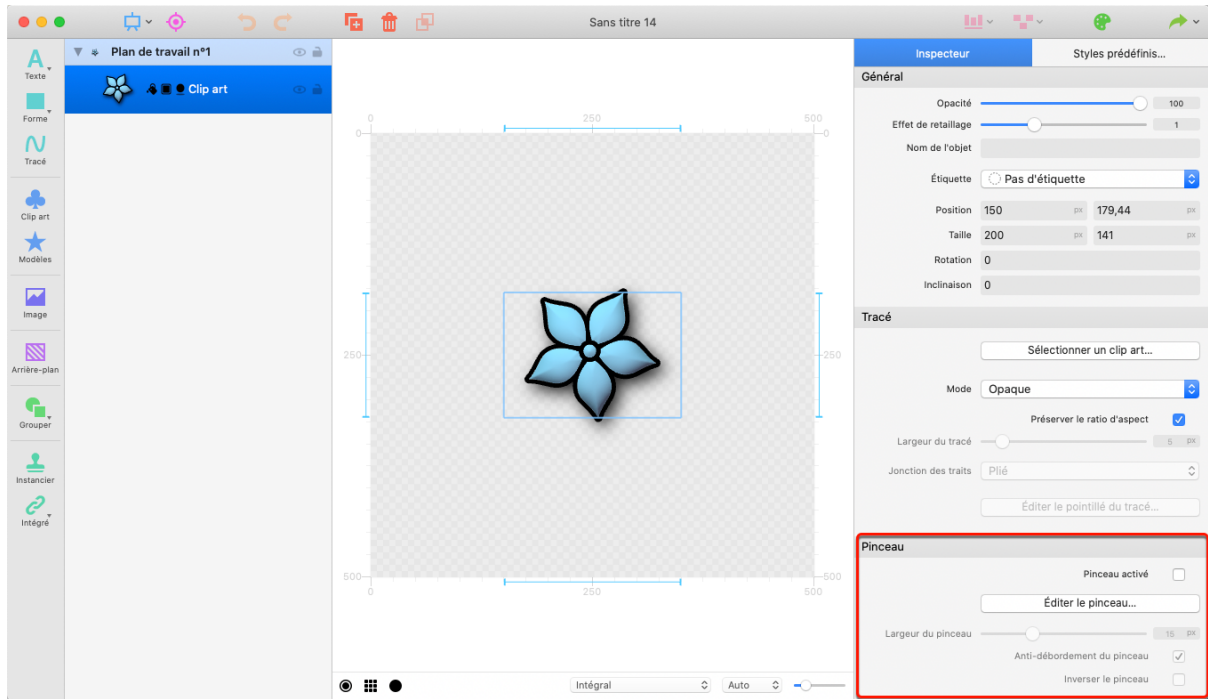 Sans titre 14
Texte
Forme
Tracé
Clip art
Modèles
Image
Arrière-plan
Grouper
Instancier
Intégré
Plan de travail n°1
Clip art
0 250 500
0 0
250 250
500 500
0 250 500
Intégral Auto
Inspecteur Styles prédéfinis...
Général
Opacité 100
Effet de retaillage 1
Nom de l'objet
Étiquette Pas d'étiquette
Position 150 px 179,44 px
Taille 200 px 141 px
Rotation 0
Inclinaison 0
Tracé
Sélectionner un clip art...
Mode Opaque
Préserver le ratio d'aspect
Largeur du tracé 5 px
Jonction des traits Plié
Éditer le pointillé du tracé...
Pinceau
Pinceau activé
Éditer le pinceau...
Largeur du pinceau 15 px
Anti-débordement du pinceau
Inverser le pinceau